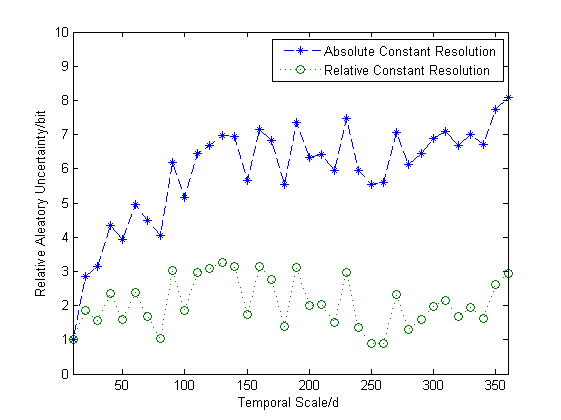 10
9
8
7
6
5
4
3
2
1
0
Relative Aleatory Uncertainty/bit
Absolute Constant Resolution
Relative Constant Resolution
50 100 150 200 250 300 350
Temporal Scale/d